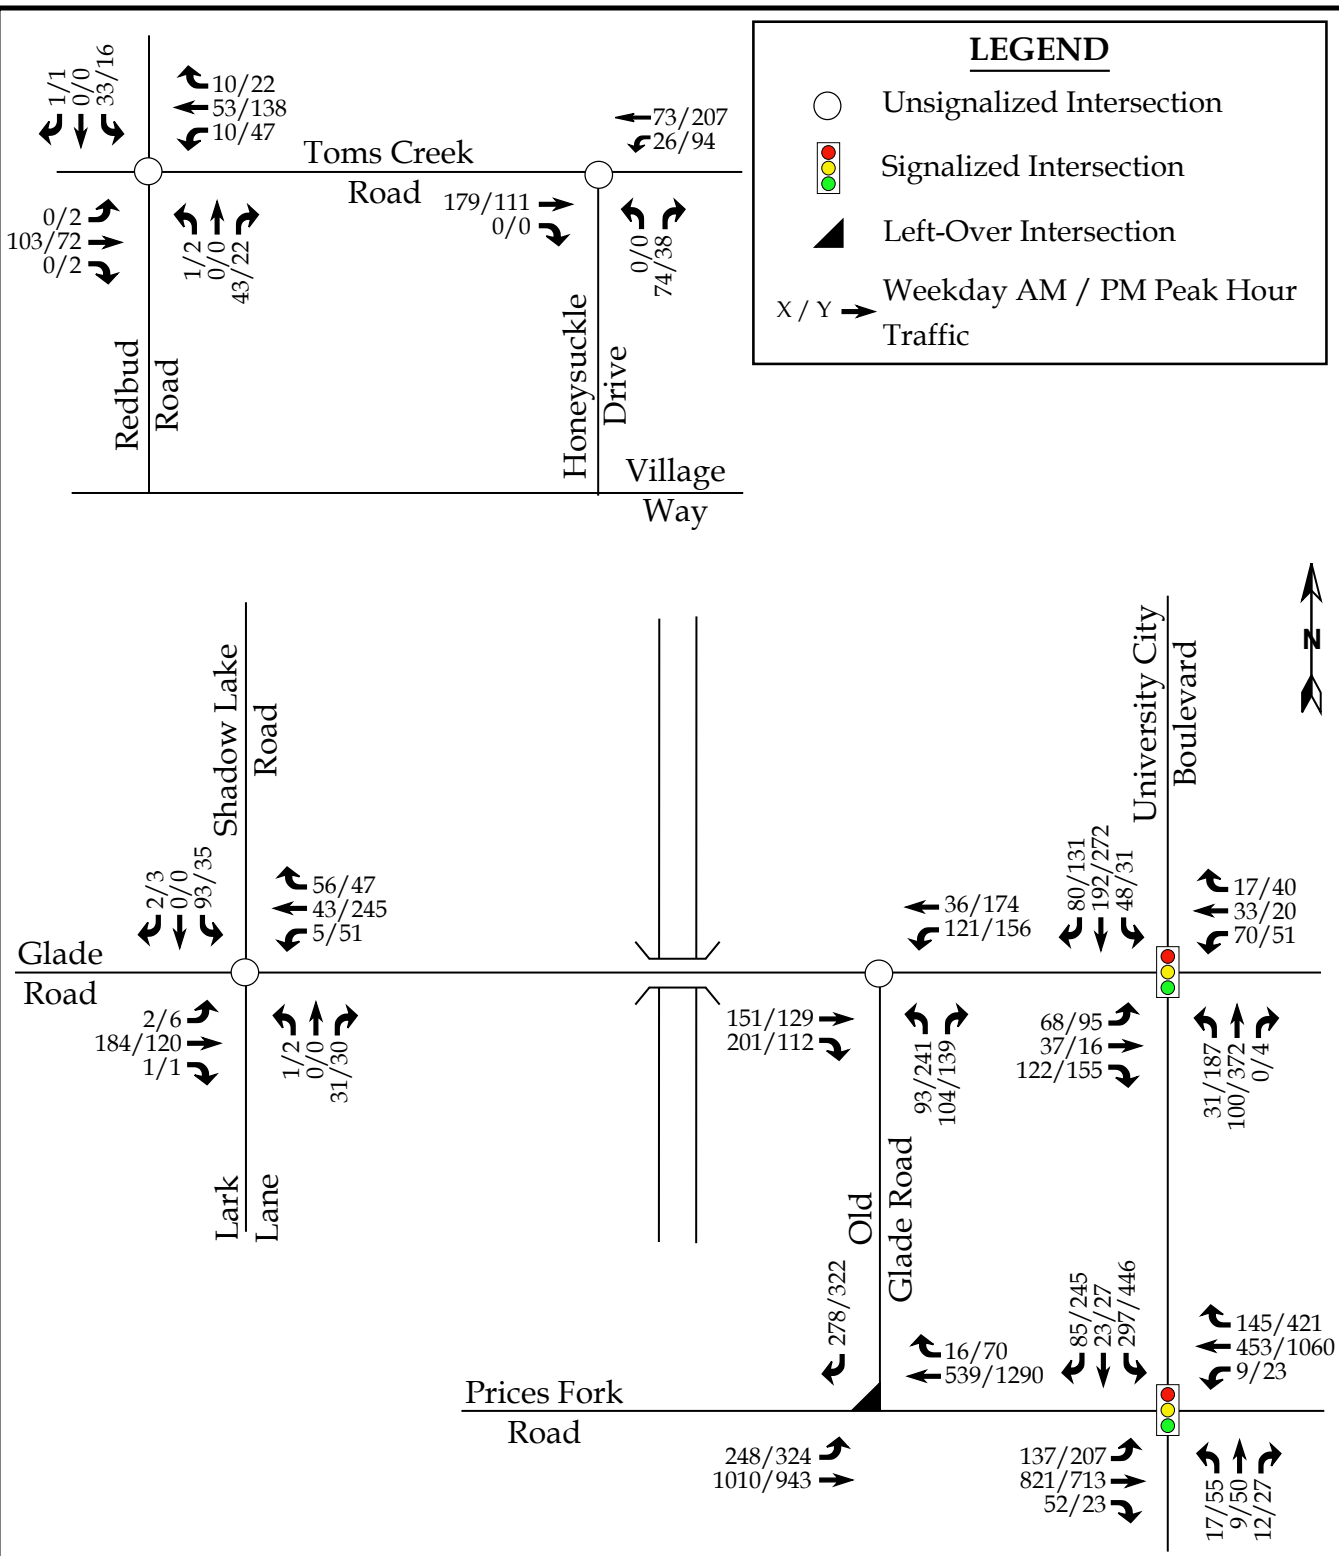 LEGEND
Unsignalized Intersection
Signalized Intersection
Left-Over Intersection
X / Y
Weekday AM / PM Peak Hour
Traffic
1/1
0/0
33/16
10/22
53/138
10/47
Toms Creek
Road
73/207
26/94
0/2
103/72
0/2
1/2
0/0
43/22
179/111
0/0
0/0
74/38
Redbud
Road
Honeysuckle
Drive
Village
Way
N
Shadow Lake
Road
University City
Boulevard
2/3
0/0
93/35
56/47
43/245
5/51
36/174
121/156
80/131
192/272
48/31
17/40
33/20
70/51
Glade
Road
2/6
184/120
1/1
1/2
0/0
31/30
151/129
201/112
93/241
104/139
68/95
37/16
122/155
31/187
100/372
0/4
Lark
Lane
Old
Glade Road
278/322
16/70
539/1290
85/245
23/27
297/446
145/421
453/1060
9/23
Prices Fork
Road
248/324
1010/943
137/207
821/713
52/23
17/55
9/50
12/27